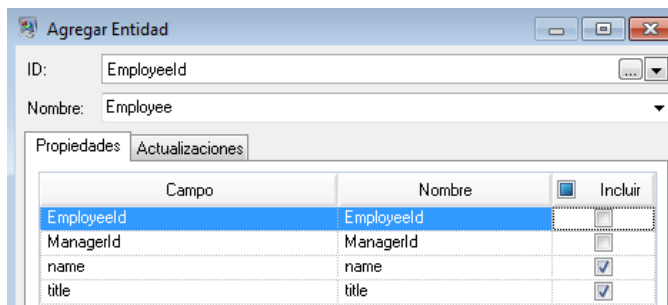 Agregar Entidad
ID: EmployeeId ...
Nombre: Employee
Propiedades Actualizaciones
Campo Nombre Incluir
EmployeeId EmployeeId
ManagerId ManagerId
name name
title title